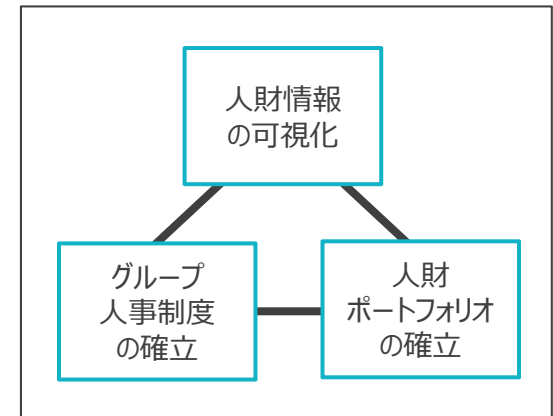 人財情報
の可視化
グループ
人事制度
の確立
人財
ポートフォリオ
の確立